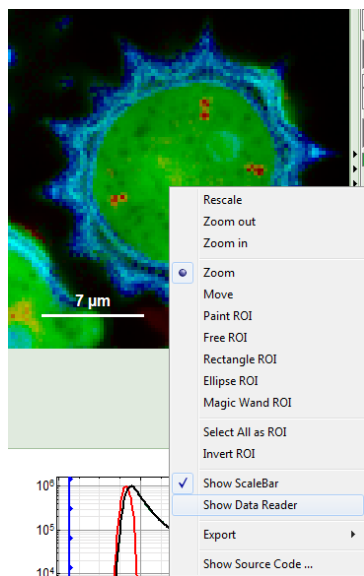 7 µm
Rescale
Zoom out
Zoom in
Zoom
Move
Paint ROI
Free ROI
Rectangle ROI
Ellipse ROI
Magic Wand ROI
Select All as ROI
Invert ROI
Show ScaleBar
Show Data Reader
Export
Show Source Code ...
10⁶
10⁵
10⁴